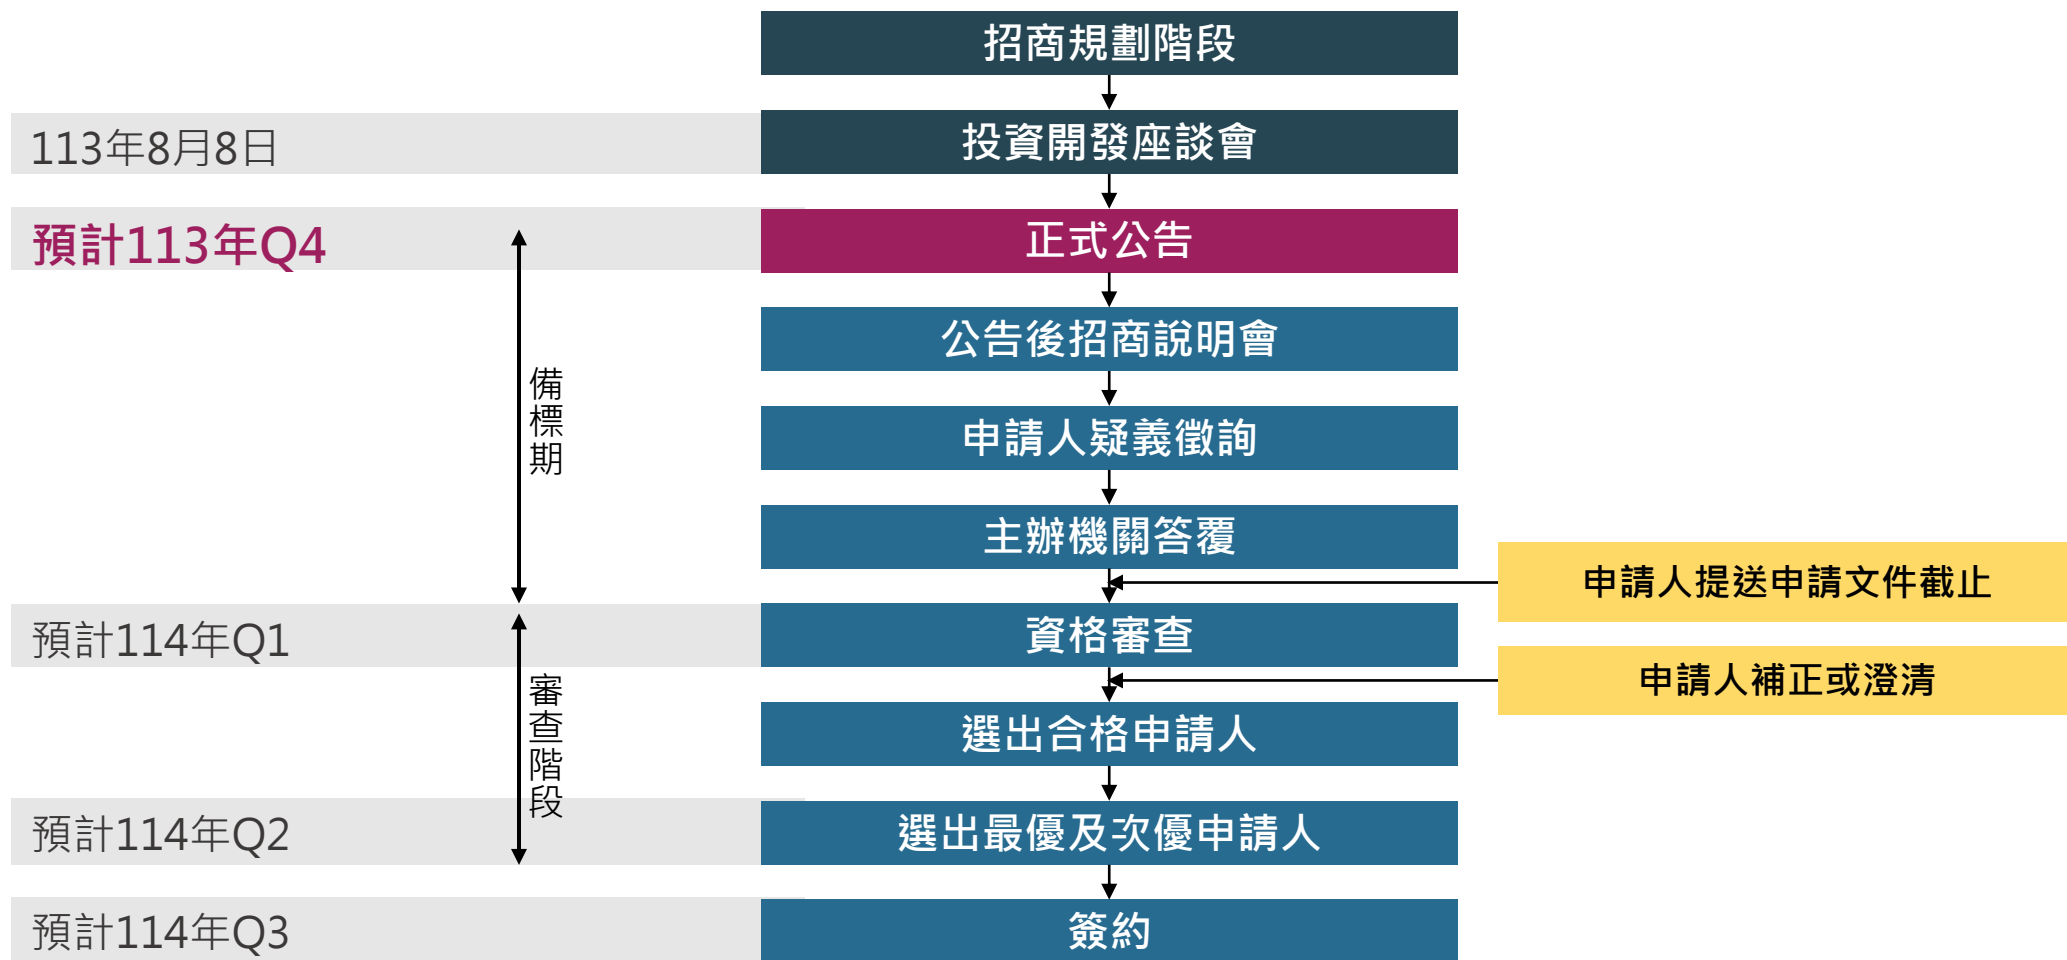 招商規劃階段
113年8月8日
投資開發座談會
預計113年Q4
正式公告
公告後招商說明會
備標期
申請人疑義徵詢
主辦機關答覆
申請人提送申請文件截止
預計114年Q1
資格審查
申請人補正或澄清
審查階段
選出合格申請人
預計114年Q2
選出最優及次優申請人
預計114年Q3
簽約